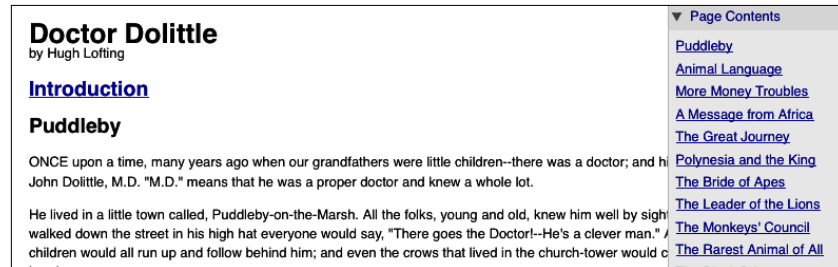 Doctor Dolittle
by Hugh Lofting
Introduction
Puddleby
ONCE upon a time, many years ago when our grandfathers were little children--there was a doctor; and
John Dolittle, M.D. "M.D." means that he was a proper doctor and knew a whole lot.
He lived in a little town called, Puddleby-on-the-Marsh. All the folks, young and old, knew him well by
walked down the street in his high hat everyone would say, "There goes the Doctor!--He's a clever man."
children would all run up and follow behind him; and even the crows that lived in the church-tower would
▼ Page Contents
Puddleby
Animal Language
More Money Troubles
A Message from Africa
The Great Journey
Polynesia and the King
The Bride of Apes
The Leader of the Lions
The Monkeys' Council
The Rarest Animal of All